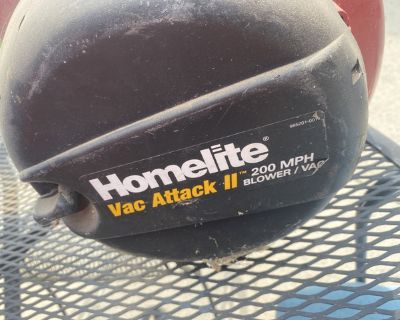 Homelite®
Vac Attack II™ 200 MPH
BLOWER / VAC